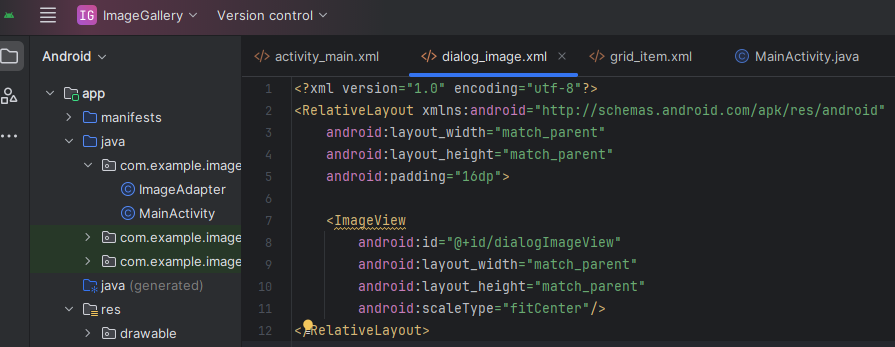 IG ImageGallery Version control
Android
app
manifests
java
com.example.image
ImageAdapter
MainActivity
com.example.image
com.example.image
java (generated)
res
drawable
activity_main.xml dialog_image.xml grid_item.xml MainActivity.java
1 <?xml version="1.0" encoding="utf-8"?>
2 <RelativeLayout xmlns:android="http://schemas.android.com/apk/res/android"
3 android:layout_width="match_parent"
4 android:layout_height="match_parent"
5 android:padding="16dp">
6
7 <ImageView
8 android:id="@+id/dialogImageView"
9 android:layout_width="match_parent"
10 android:layout_height="match_parent"
11 android:scaleType="fitCenter"/>
12 </RelativeLayout>